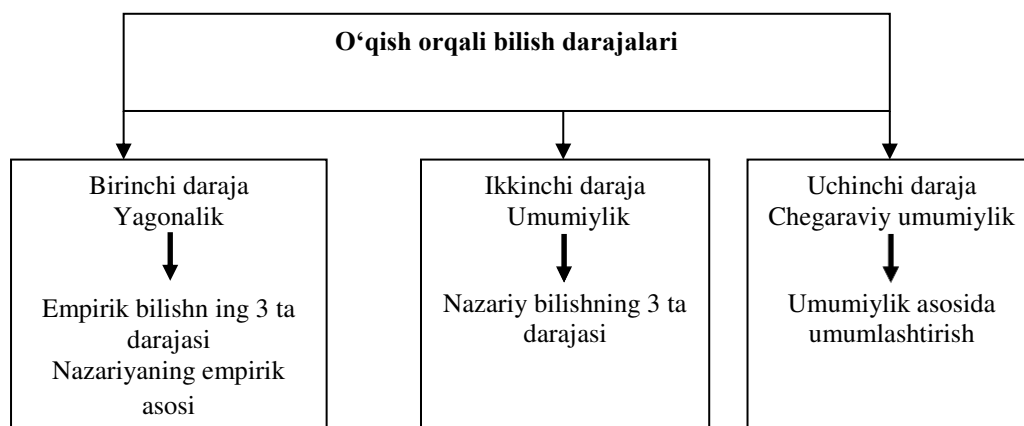 O‘qish orqali bilish darajalari
Birinchi daraja
Yagonalik
Empirik bilishn ing 3 ta
darajasi
Nazariyaning empirik
asosi
Ikkinchi daraja
Umumiylik
Nazariy bilishning 3 ta
darajasi
Uchinchi daraja
Chegaraviy umumiylik
Umumiylik asosida
umumlashtirish